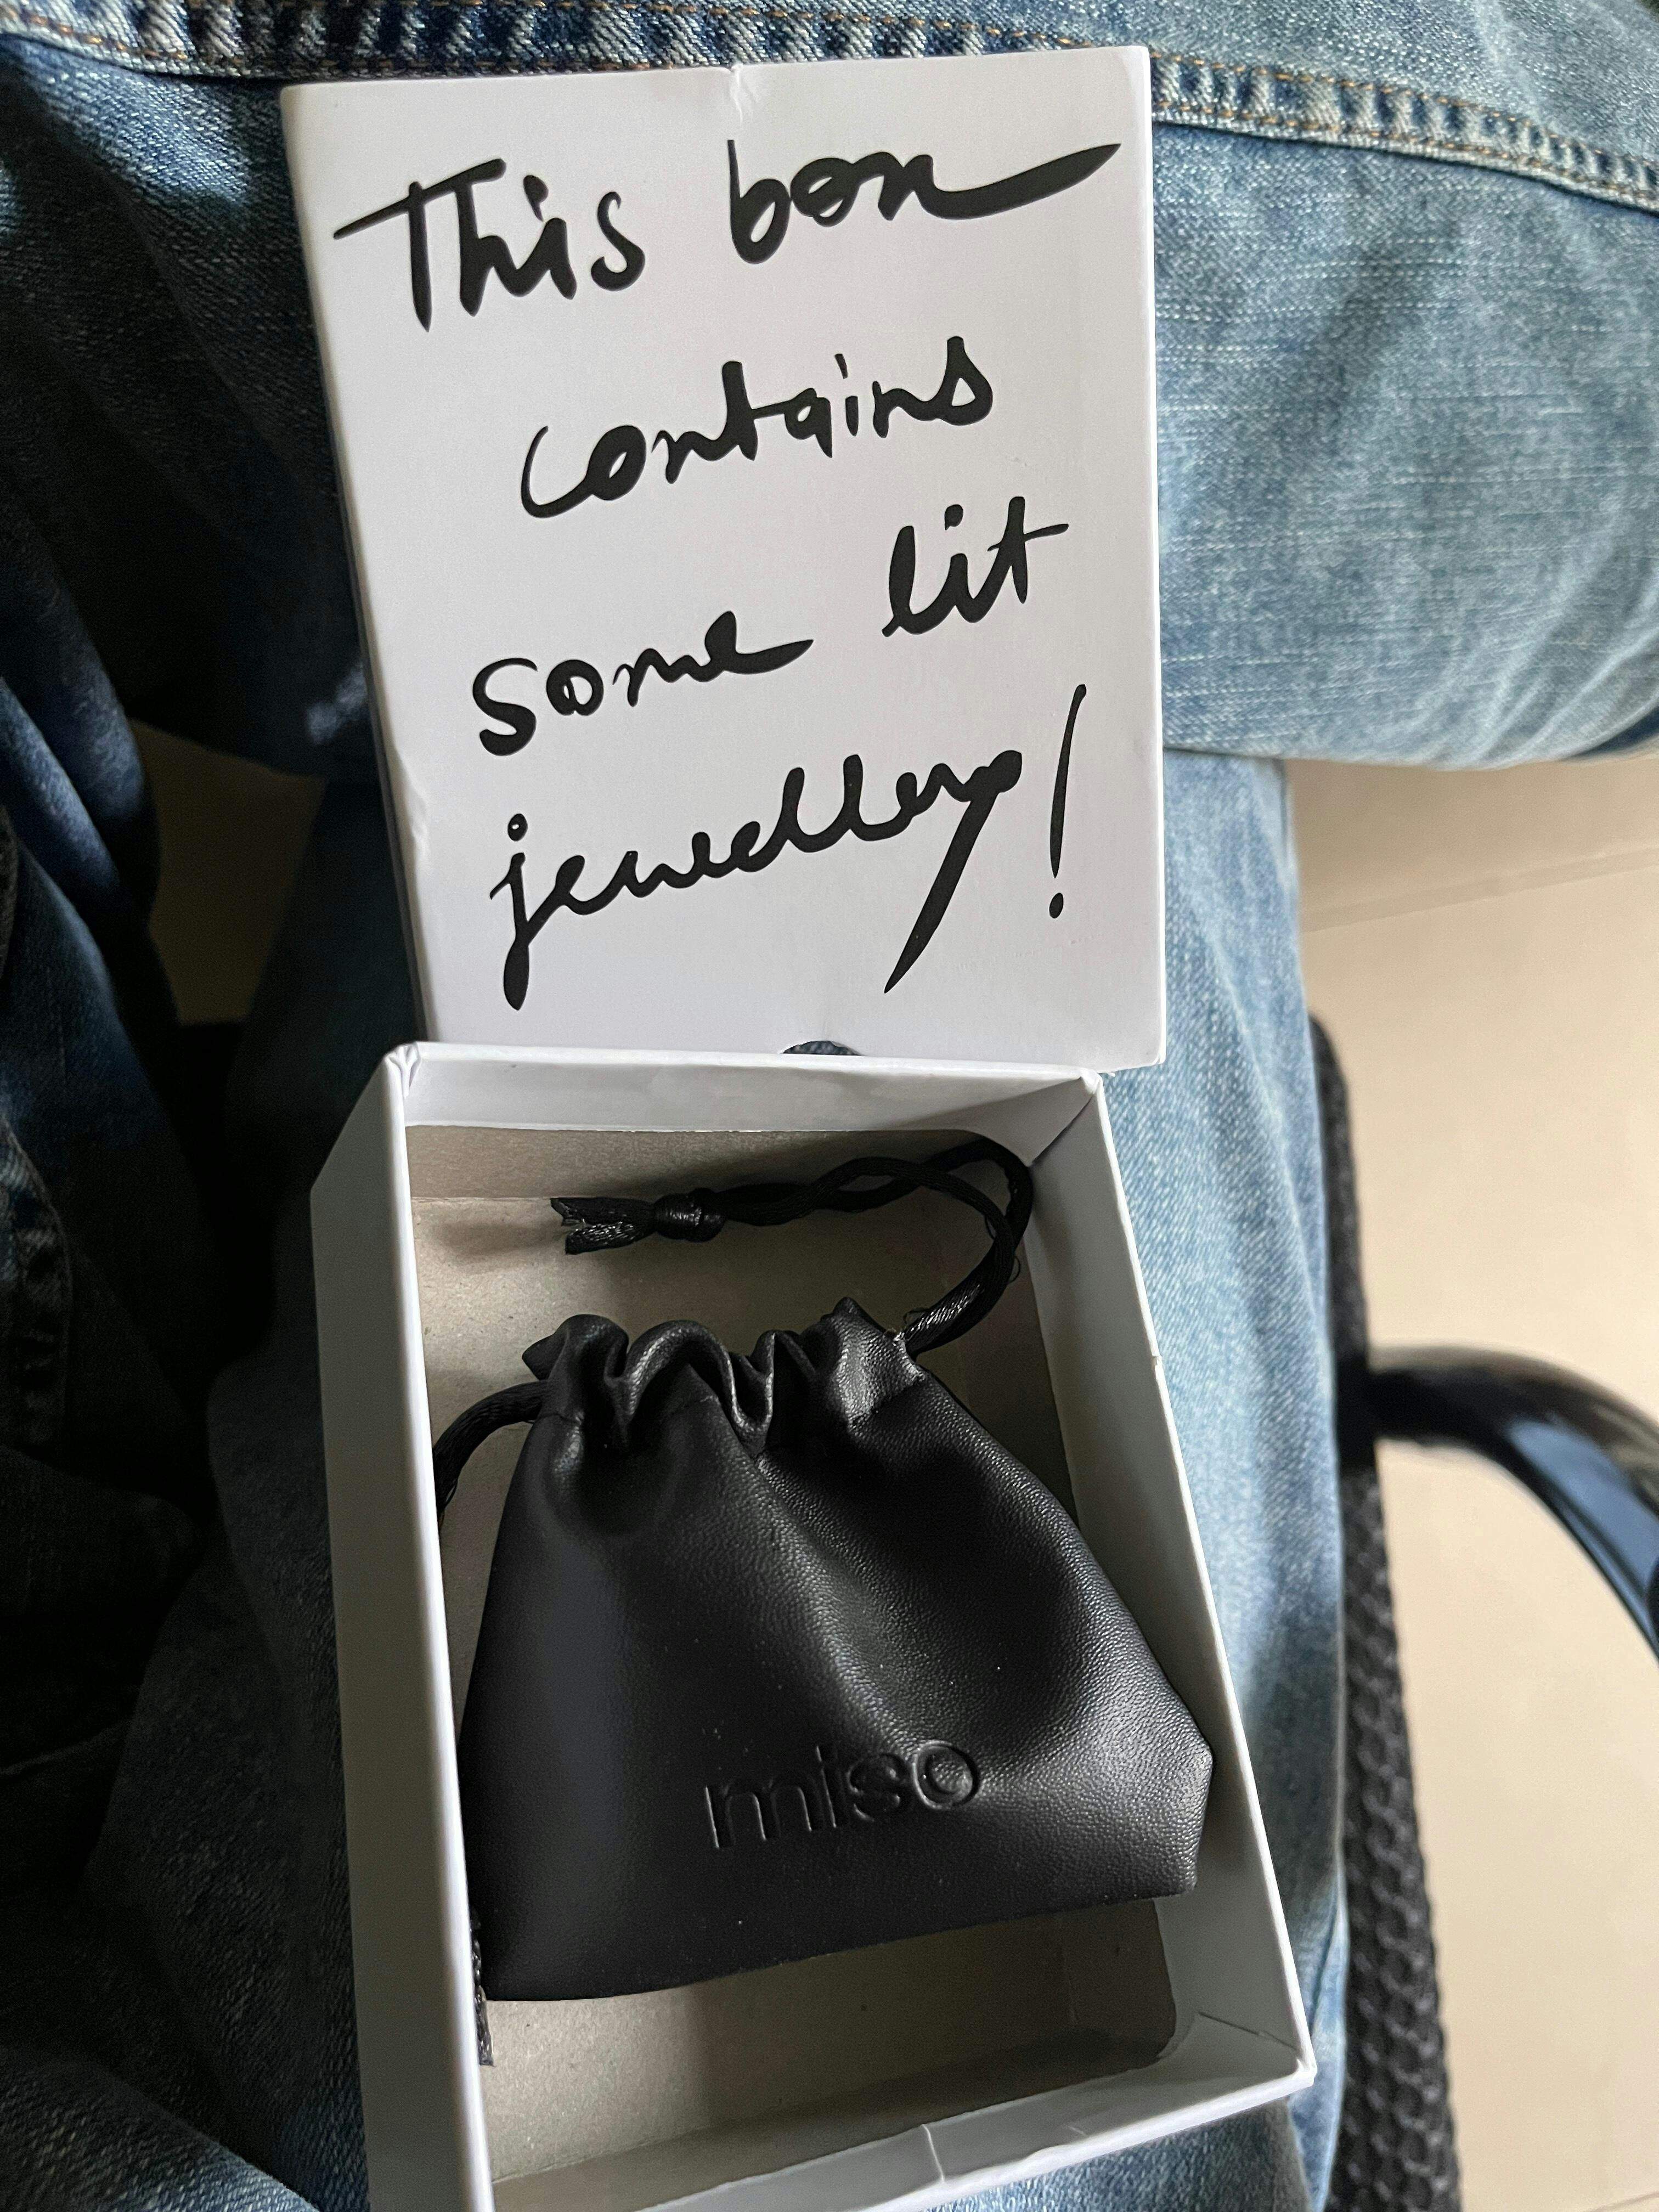 This box
contains
some lit
jewellery!
miso